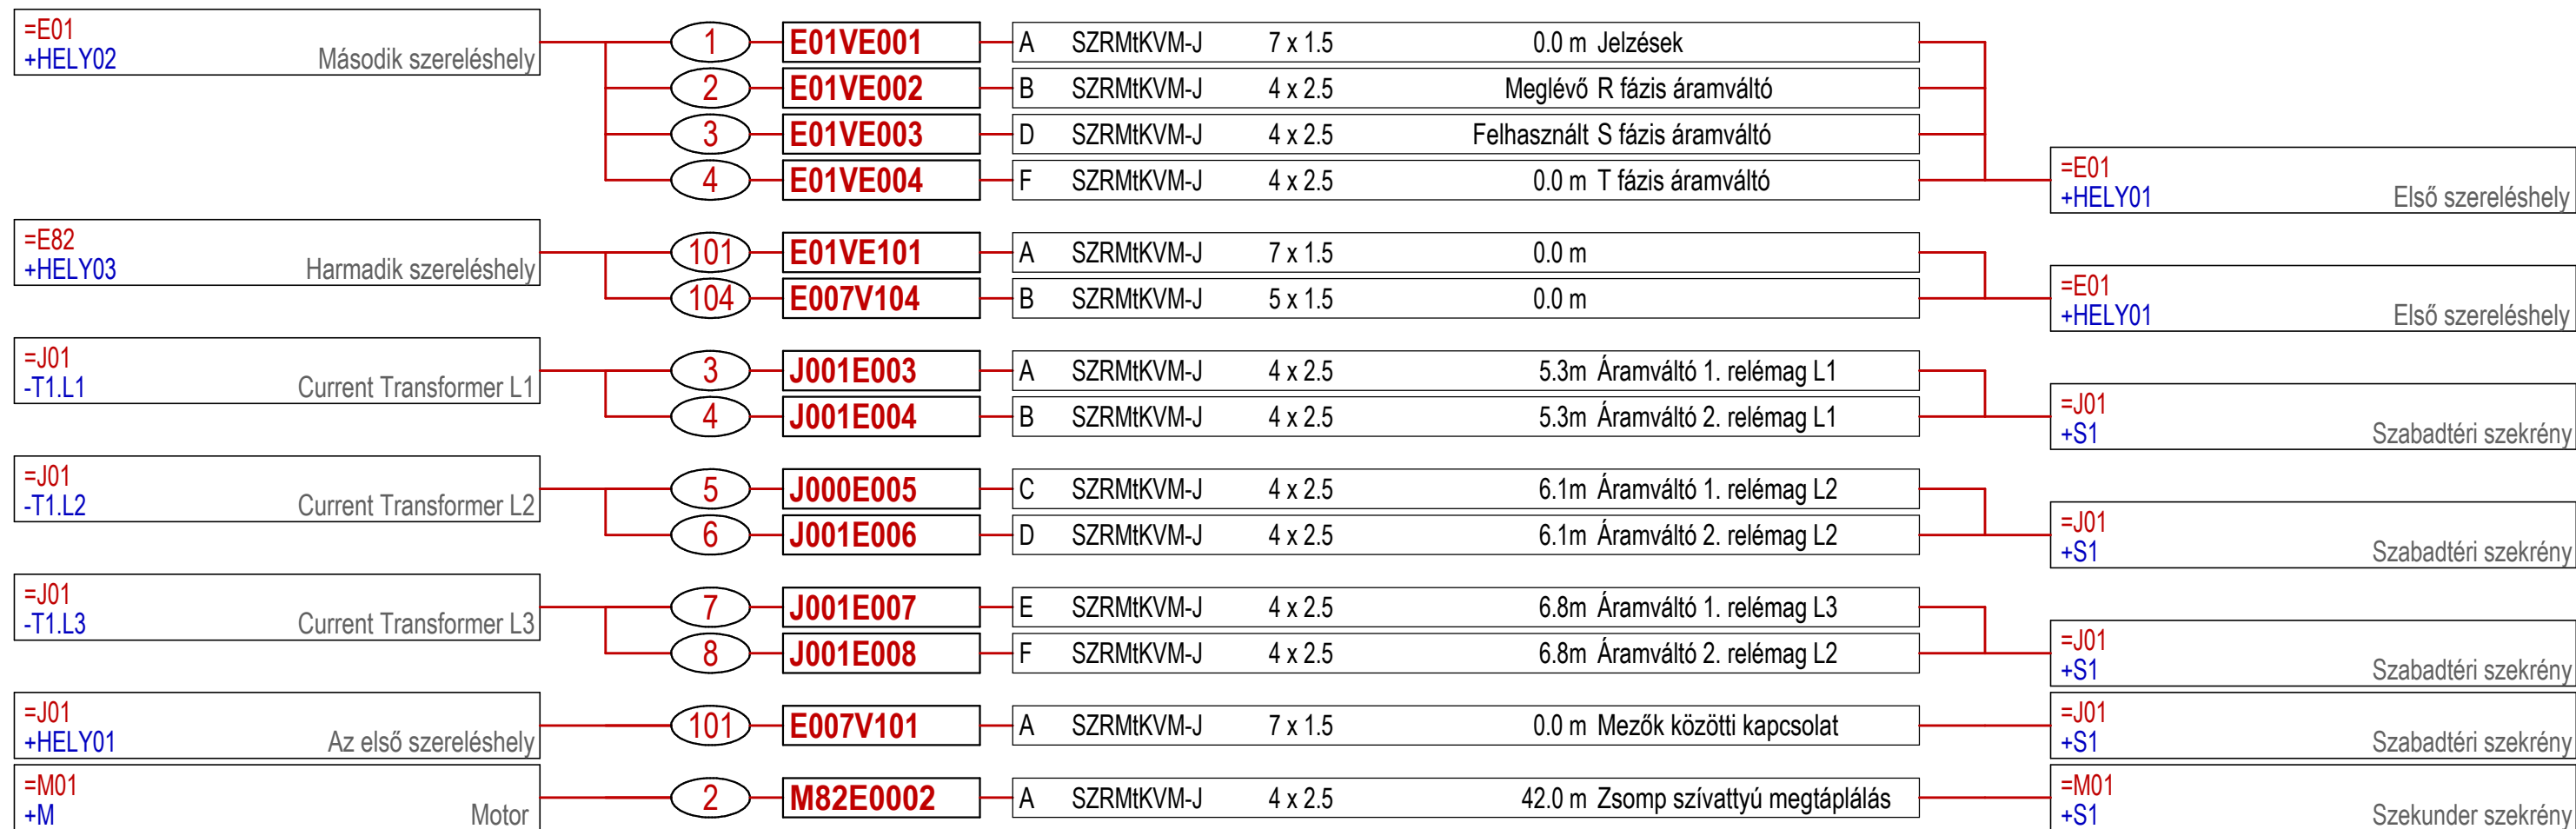 =E01
+HELY02 Második szereléshely
1 E01VE001 A SZRMtKVM-J 7 x 1.5 0.0 m Jelzések
2 E01VE002 B SZRMtKVM-J 4 x 2.5 Meglévő R fázis áramváltó
3 E01VE003 D SZRMtKVM-J 4 x 2.5 Felhasznált S fázis áramváltó
4 E01VE004 F SZRMtKVM-J 4 x 2.5 0.0 m T fázis áramváltó
=E01
+HELY01 Első szereléshely
=E82
+HELY03 Harmadik szereléshely
101 E01VE101 A SZRMtKVM-J 7 x 1.5 0.0 m
104 E007V104 B SZRMtKVM-J 5 x 1.5 0.0 m
=E01
+HELY01 Első szereléshely
=J01
-T1.L1 Current Transformer L1
3 J001E003 A SZRMtKVM-J 4 x 2.5 5.3m Áramváltó 1. relémag L1
4 J001E004 B SZRMtKVM-J 4 x 2.5 5.3m Áramváltó 2. relémag L1
=J01
+S1 Szabadtéri szekrény
=J01
-T1.L2 Current Transformer L2
5 J000E005 C SZRMtKVM-J 4 x 2.5 6.1m Áramváltó 1. relémag L2
6 J001E006 D SZRMtKVM-J 4 x 2.5 6.1m Áramváltó 2. relémag L2
=J01
+S1 Szabadtéri szekrény
=J01
-T1.L3 Current Transformer L3
7 J001E007 E SZRMtKVM-J 4 x 2.5 6.8m Áramváltó 1. relémag L3
8 J001E008 F SZRMtKVM-J 4 x 2.5 6.8m Áramváltó 2. relémag L2
=J01
+S1 Szabadtéri szekrény
=J01
+HELY01 Az első szereléshely
101 E007V101 A SZRMtKVM-J 7 x 1.5 0.0 m Mezők közötti kapcsolat
=J01
+S1 Szabadtéri szekrény
=M01
+M Motor
2 M82E0002 A SZRMtKVM-J 4 x 2.5 42.0 m Zsomp szívattyú megtáplálás
=M01
+S1 Szekunder szekrény